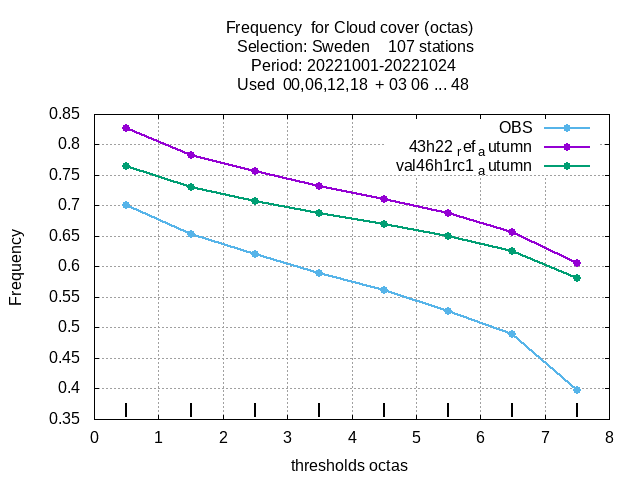 Frequency  for Cloud cover (octas)
Selection: Sweden    107 stations
Period: 20221001-20221024
Used  00,06,12,18  + 03 06 ... 48
OBS
43h22 ref autumn
val46h1rc1 autumn
0.85
0.8
0.75
0.7
0.65
0.6
0.55
0.5
0.45
0.4
0.35
Frequency
0 1 2 3 4 5 6 7 8
thresholds octas